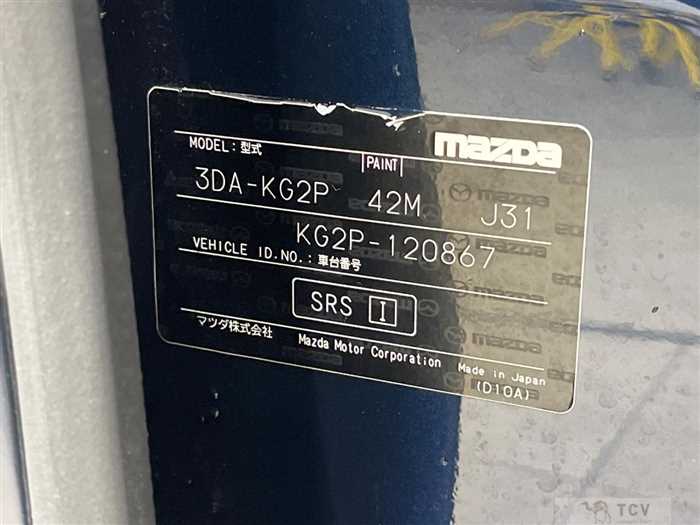 mazda
MODEL：型式 PAINT
3DA-KG2P 42M J31
KG2P-120867
VEHICLE ID.NO.：車台番号
SRS I
マツダ株式会社 Mazda Motor Corporation Made in Japan
(D10A)
TCV